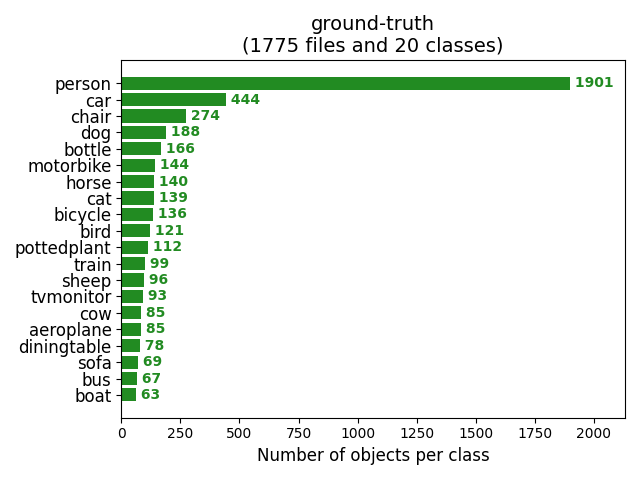 ground-truth
(1775 files and 20 classes)
person 1901
car 444
chair 274
dog 188
bottle 166
motorbike 144
horse 140
cat 139
bicycle 136
bird 121
pottedplant 112
train 99
sheep 96
tvmonitor 93
cow 85
aeroplane 85
diningtable 78
sofa 69
bus 67
boat 63
0 250 500 750 1000 1250 1500 1750 2000
Number of objects per class